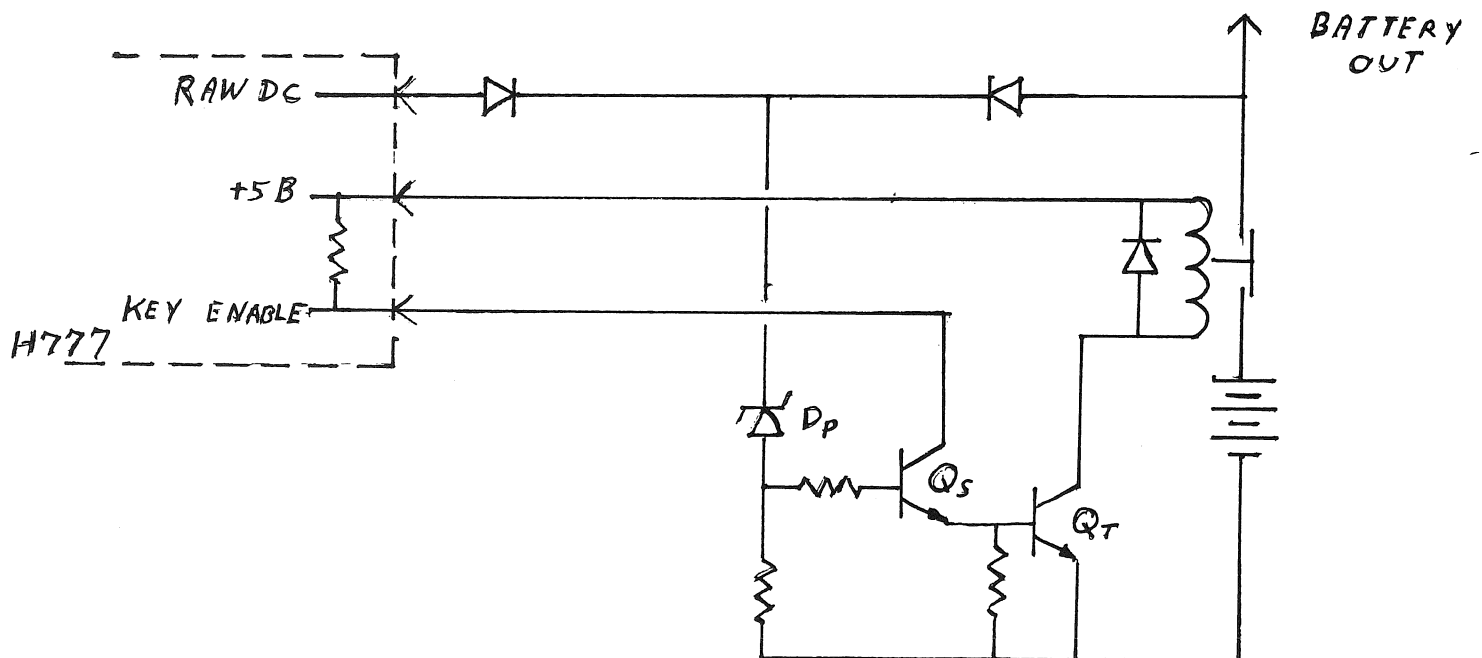 BATTERY
OUT
RAW DC
+5 B
KEY ENABLE
H777
DP
QS
QT